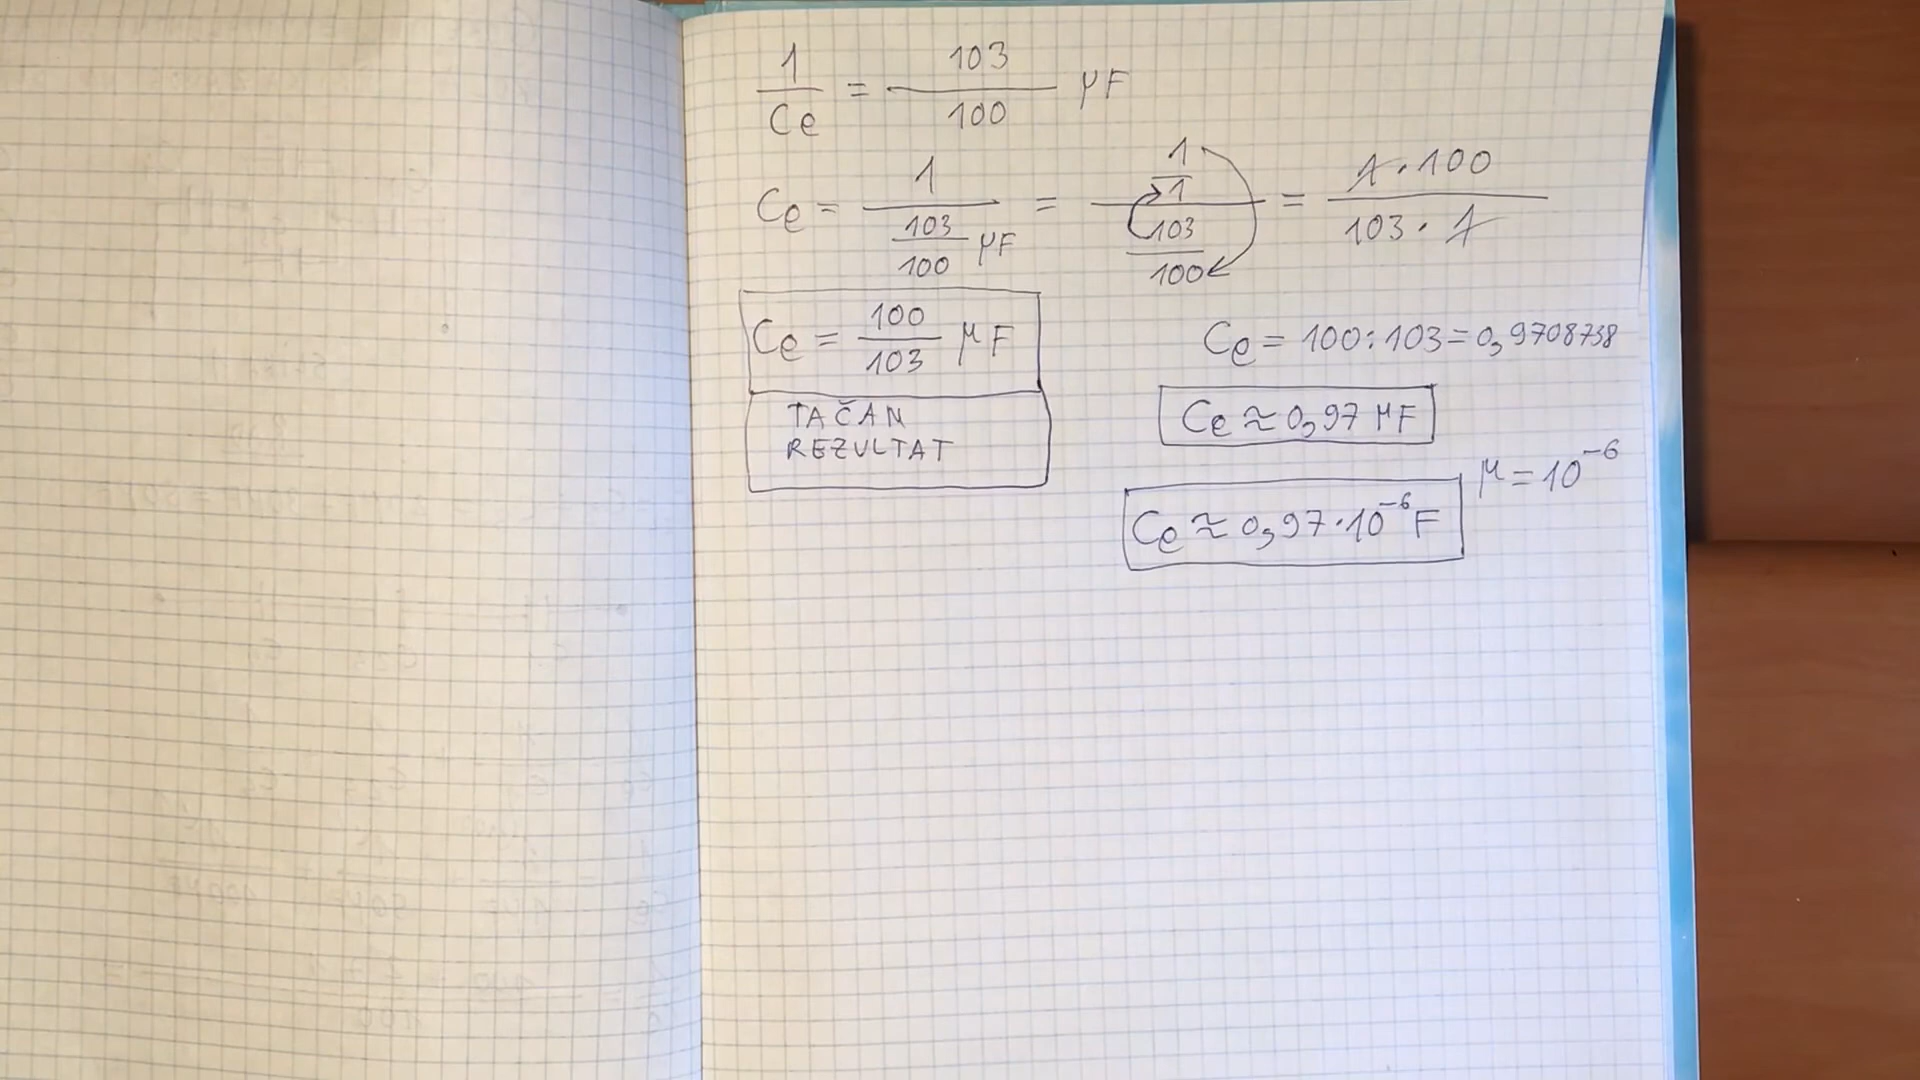 1/Ce = 103/100 μF
Ce = 1/(103/100 μF) = (1/1)/(103/100) = 1·100/103·1
Ce = 100/103 μF
TAČAN
REZULTAT
Ce = 100:103 = 0,9708738
Ce ≈ 0,97 μF
μ = 10⁻⁶
Ce ≈ 0,97·10⁻⁶ F